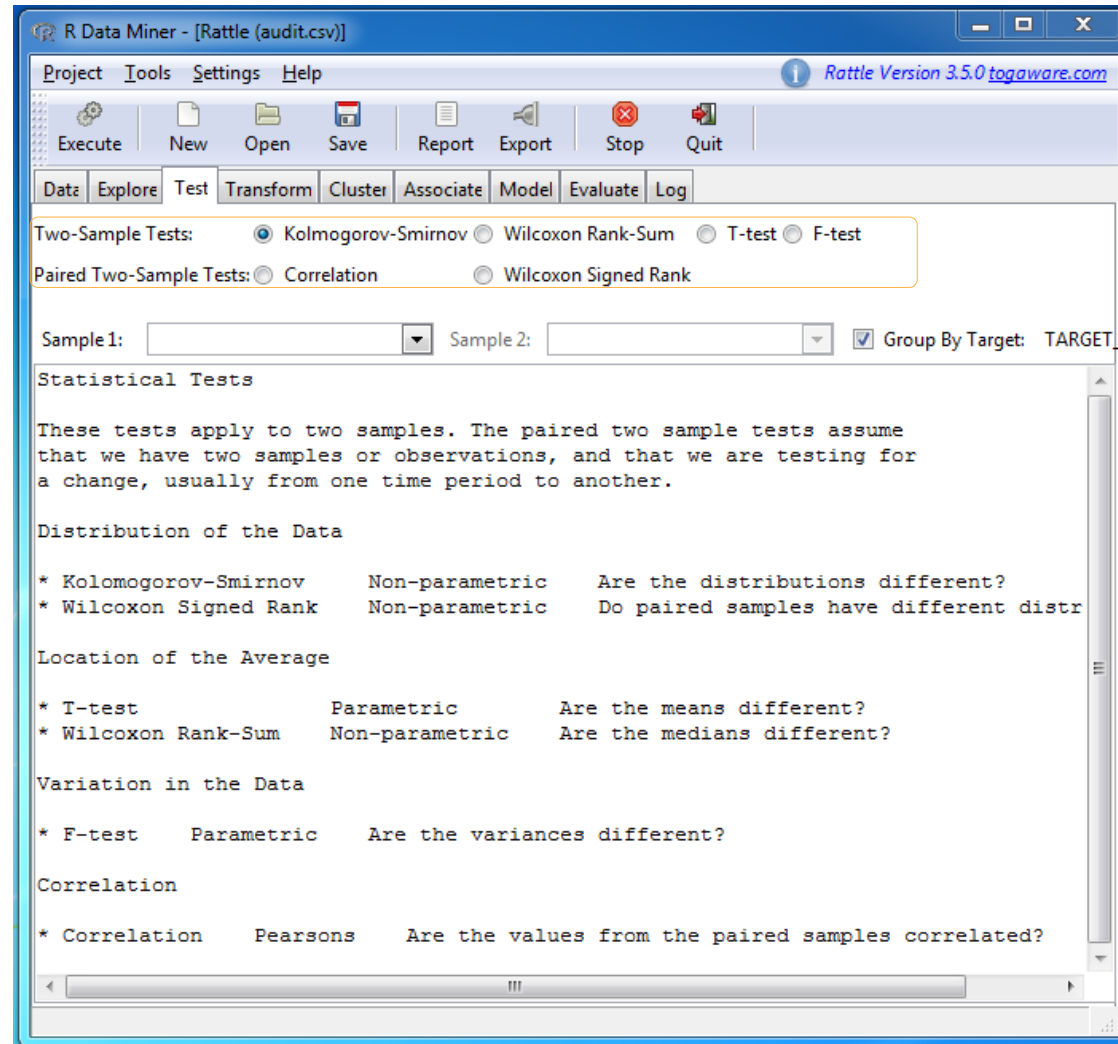 R Data Miner - [Rattle (audit.csv)]
Project Tools Settings Help Rattle Version 3.5.0 togaware.com
Execute New Open Save Report Export Stop Quit
Data Explore Test Transform Cluster Associate Model Evaluate Log
Two-Sample Tests: Kolmogorov-Smirnov Wilcoxon Rank-Sum T-test F-test
Paired Two-Sample Tests: Correlation Wilcoxon Signed Rank
Sample 1: Sample 2: Group By Target: TARGET_
Statistical Tests
These tests apply to two samples. The paired two sample tests assume
that we have two samples or observations, and that we are testing for
a change, usually from one time period to another.
Distribution of the Data
* Kolomogorov-Smirnov Non-parametric Are the distributions different?
* Wilcoxon Signed Rank Non-parametric Do paired samples have different distr
Location of the Average
* T-test Parametric Are the means different?
* Wilcoxon Rank-Sum Non-parametric Are the medians different?
Variation in the Data
* F-test Parametric Are the variances different?
Correlation
* Correlation Pearsons Are the values from the paired samples correlated?